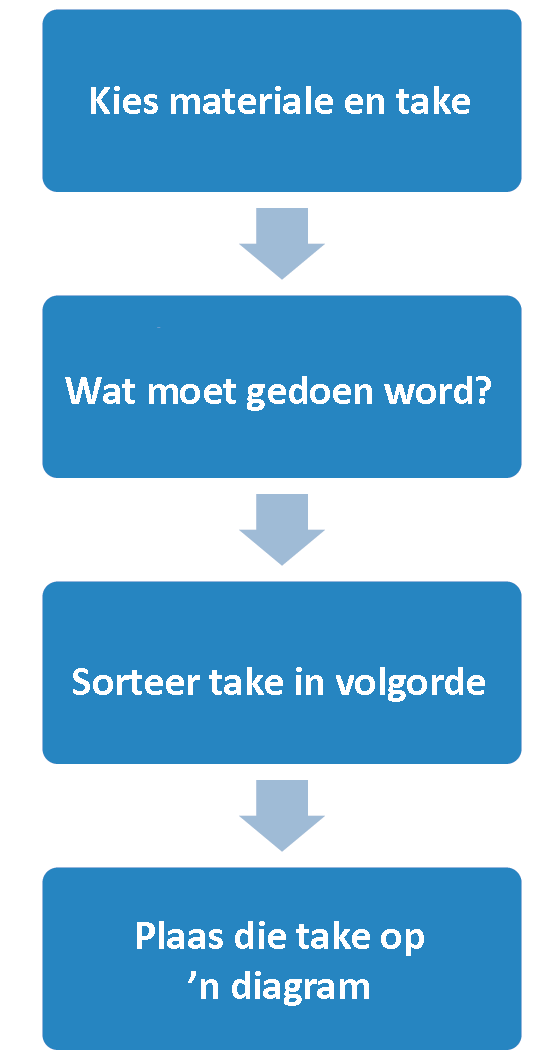 Kies materiale en take
Wat moet gedoen word?
Sorteer take in volgorde
Plaas die take op
’n diagram